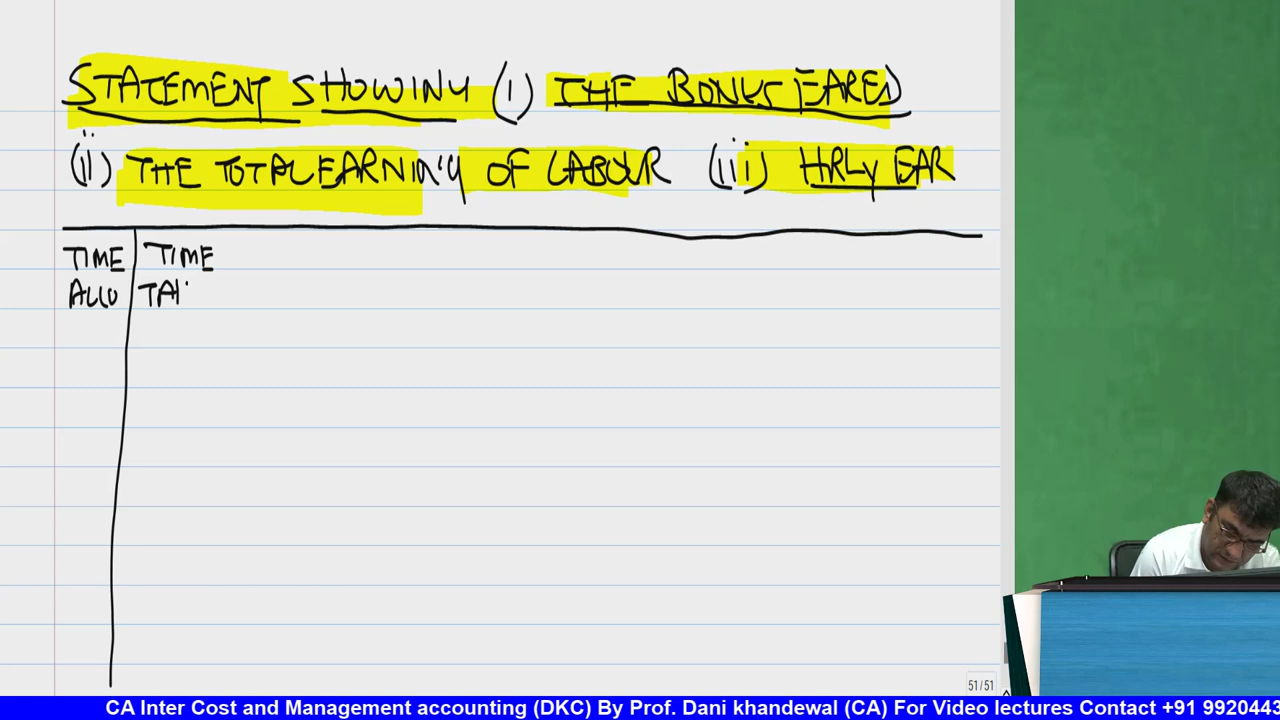 STATEMENT SHOWING (i) THE BONUS EARED
(ii) THE TOTAL EARNING OF LABOUR (iii) HRLY EAR
TIME TIME
ALLO TAK
51/51
CA Inter Cost and Management accounting (DKC) By Prof. Dani khandewal (CA) For Video lectures Contact +91 9920443